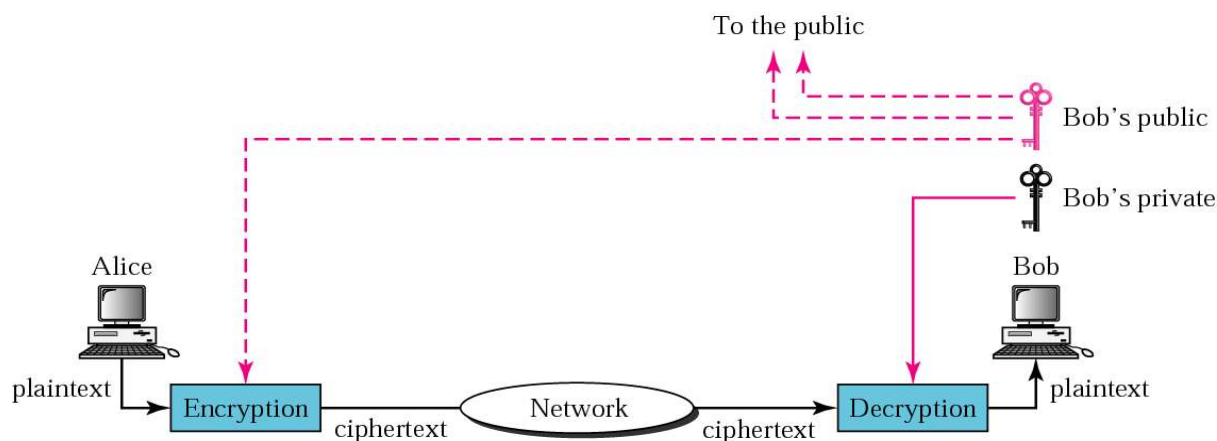 To the public
Bob's public
Bob's private
Alice
Bob
plaintext
Encryption
ciphertext
Network
ciphertext
Decryption
plaintext